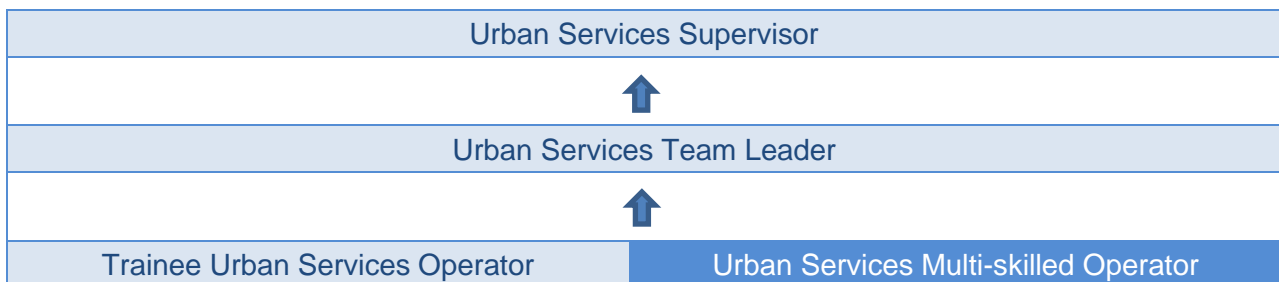 Urban Services Supervisor
Urban Services Team Leader
Trainee Urban Services Operator
Urban Services Multi-skilled Operator